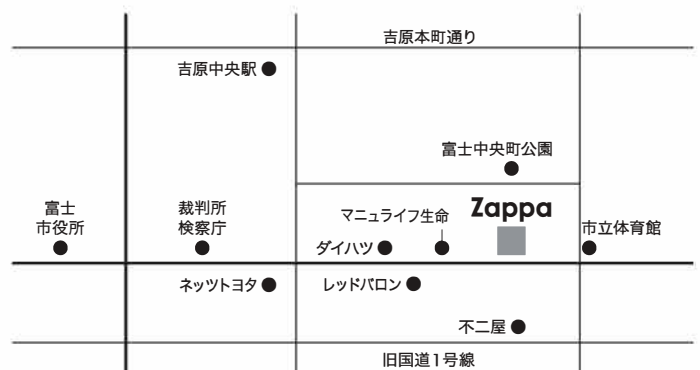 吉原本町通り
吉原中央駅
富士中央町公園
富士
市役所
裁判所
検察庁
マニュライフ生命
Zappa
市立体育館
ダイハツ
ネッツトヨタ
レッドバロン
不二屋
旧国道1号線